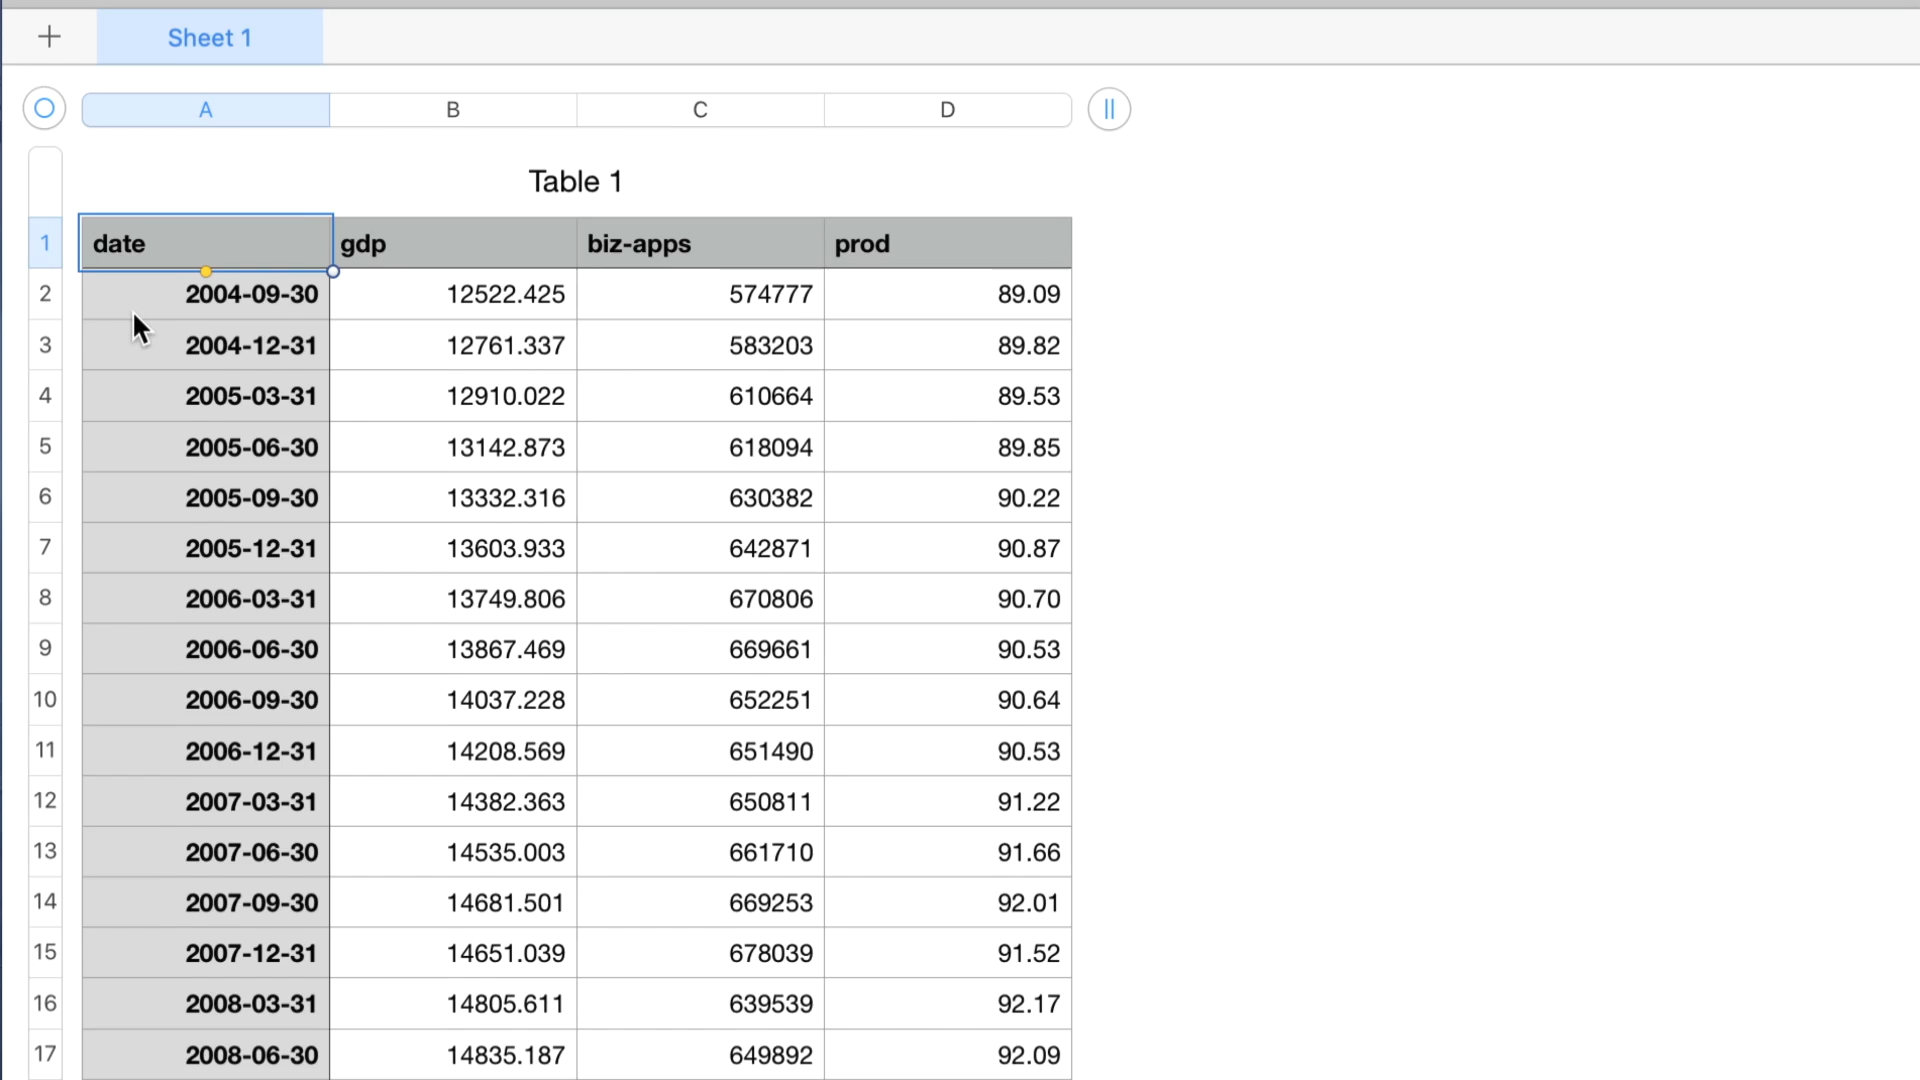 Sheet 1
A B C D
Table 1
1 date gdp biz-apps prod
2 2004-09-30 12522.425 574777 89.09
3 2004-12-31 12761.337 583203 89.82
4 2005-03-31 12910.022 610664 89.53
5 2005-06-30 13142.873 618094 89.85
6 2005-09-30 13332.316 630382 90.22
7 2005-12-31 13603.933 642871 90.87
8 2006-03-31 13749.806 670806 90.70
9 2006-06-30 13867.469 669661 90.53
10 2006-09-30 14037.228 652251 90.64
11 2006-12-31 14208.569 651490 90.53
12 2007-03-31 14382.363 650811 91.22
13 2007-06-30 14535.003 661710 91.66
14 2007-09-30 14681.501 669253 92.01
15 2007-12-31 14651.039 678039 91.52
16 2008-03-31 14805.611 639539 92.17
17 2008-06-30 14835.187 649892 92.09